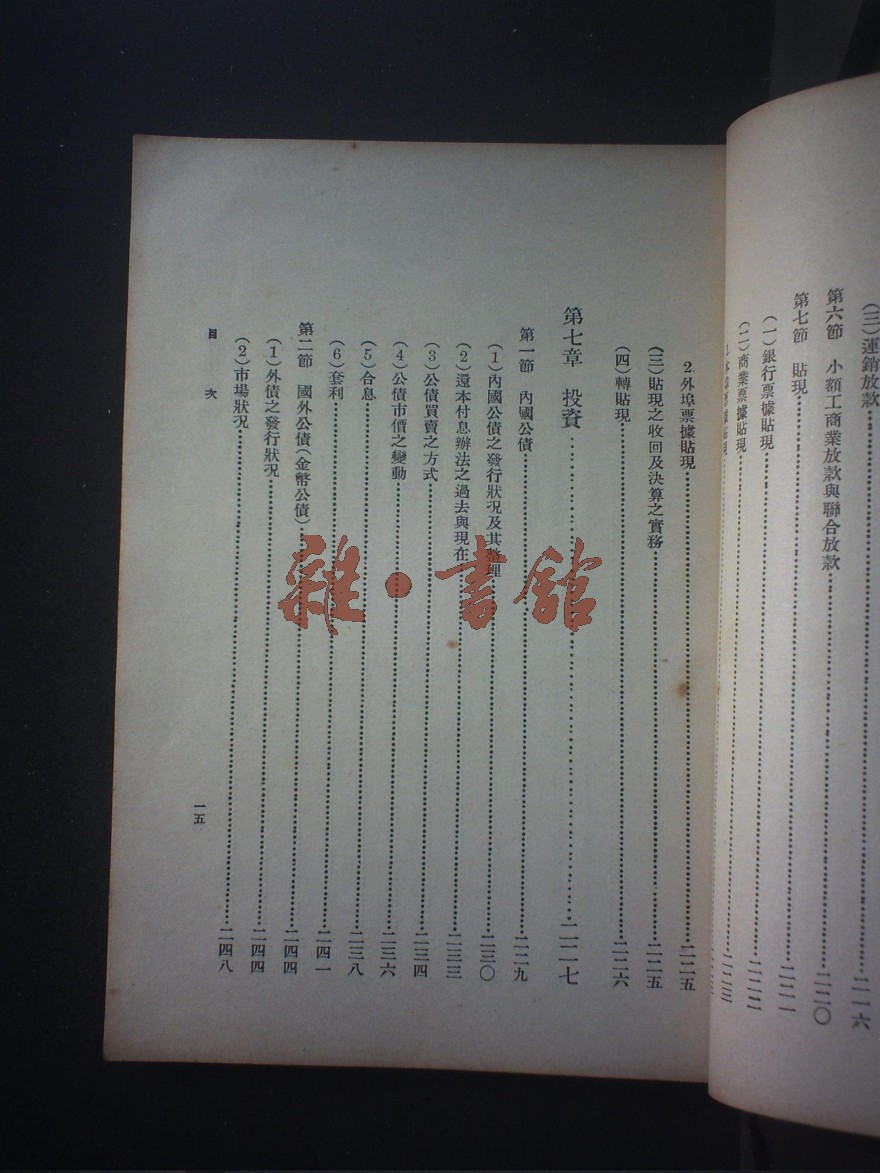 (三)運銷放款……二一六
第六節 小額工商業放款與聯合放款……二二〇
第七節 貼現……二二一
(一)銀行票據貼現……二二二
(二)商業票據貼現……二二三
2.外埠票據貼現……二二五
(三)貼現之收回及決算之實務……二二五
(四)轉貼現……二二六
第七章 投資……二二七
第一節 內國公債……二二九
(1)內國公債之發行狀況及其整理……二三〇
(2)還本付息辦法之過去與現在……二三三
(3)公債買賣之方式……二三四
(4)公債市價之變動……二三六
(5)合息……二三八
(6)套利……二四一
第二節 國外公債(金幣公債)……二四四
(1)外債之發行狀況……二四四
(2)市場狀況……二四八
目 次
一五
雜·書館